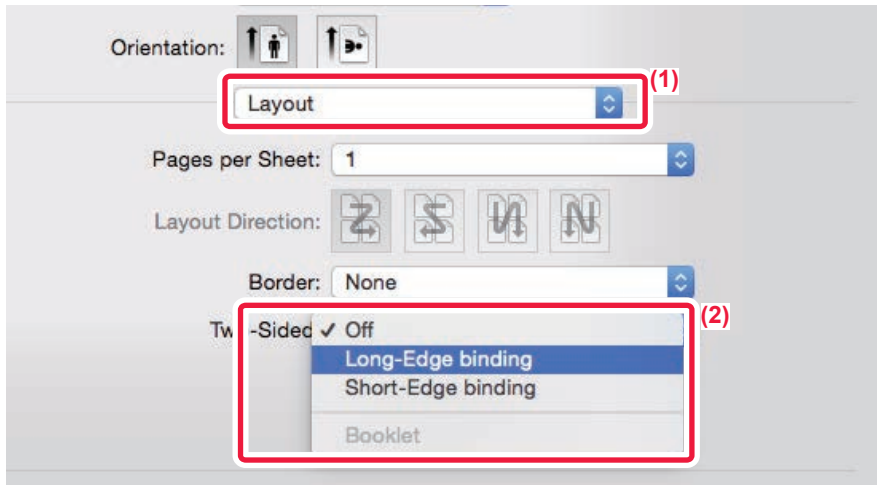 Orientation:
(1)
Layout
Pages per Sheet: 1
Layout Direction:
Border: None
(2)
Tw -Sided ✓ Off
Long-Edge binding
Short-Edge binding
Booklet